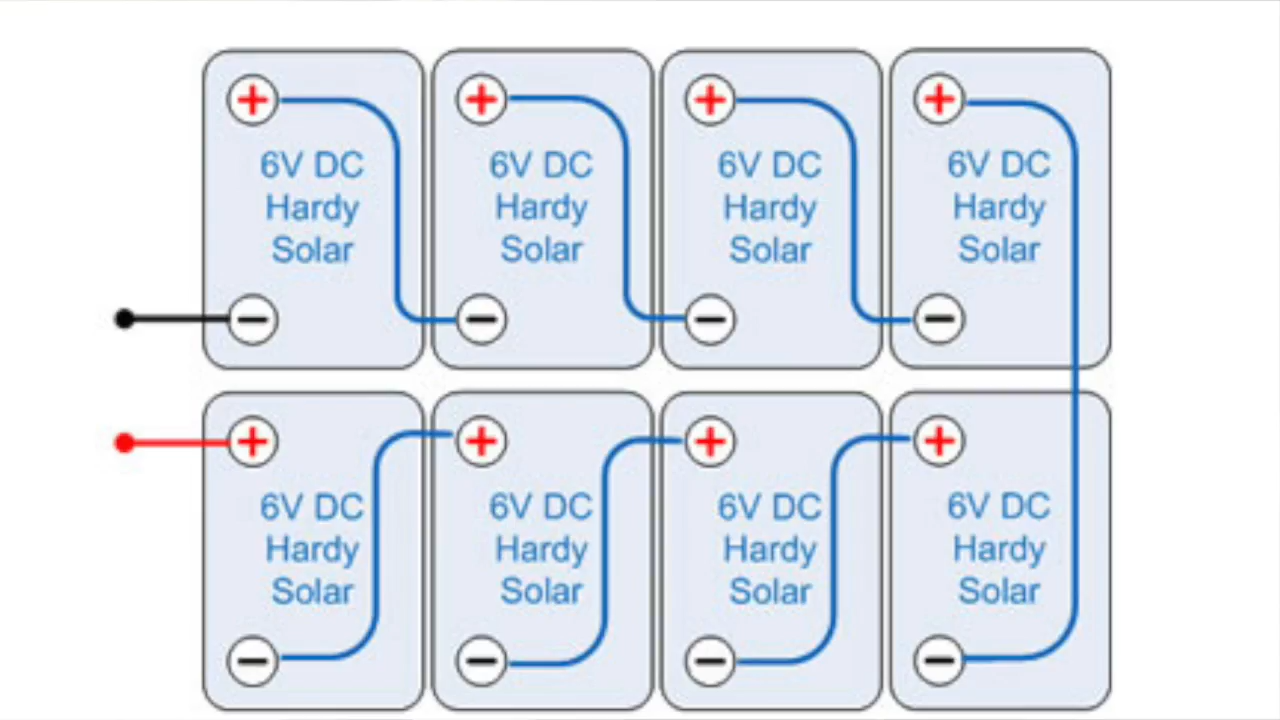 +
+
+
+
6V DC
Hardy
Solar
6V DC
Hardy
Solar
6V DC
Hardy
Solar
6V DC
Hardy
Solar
−
−
−
−
+
+
+
+
6V DC
Hardy
Solar
6V DC
Hardy
Solar
6V DC
Hardy
Solar
6V DC
Hardy
Solar
−
−
−
−